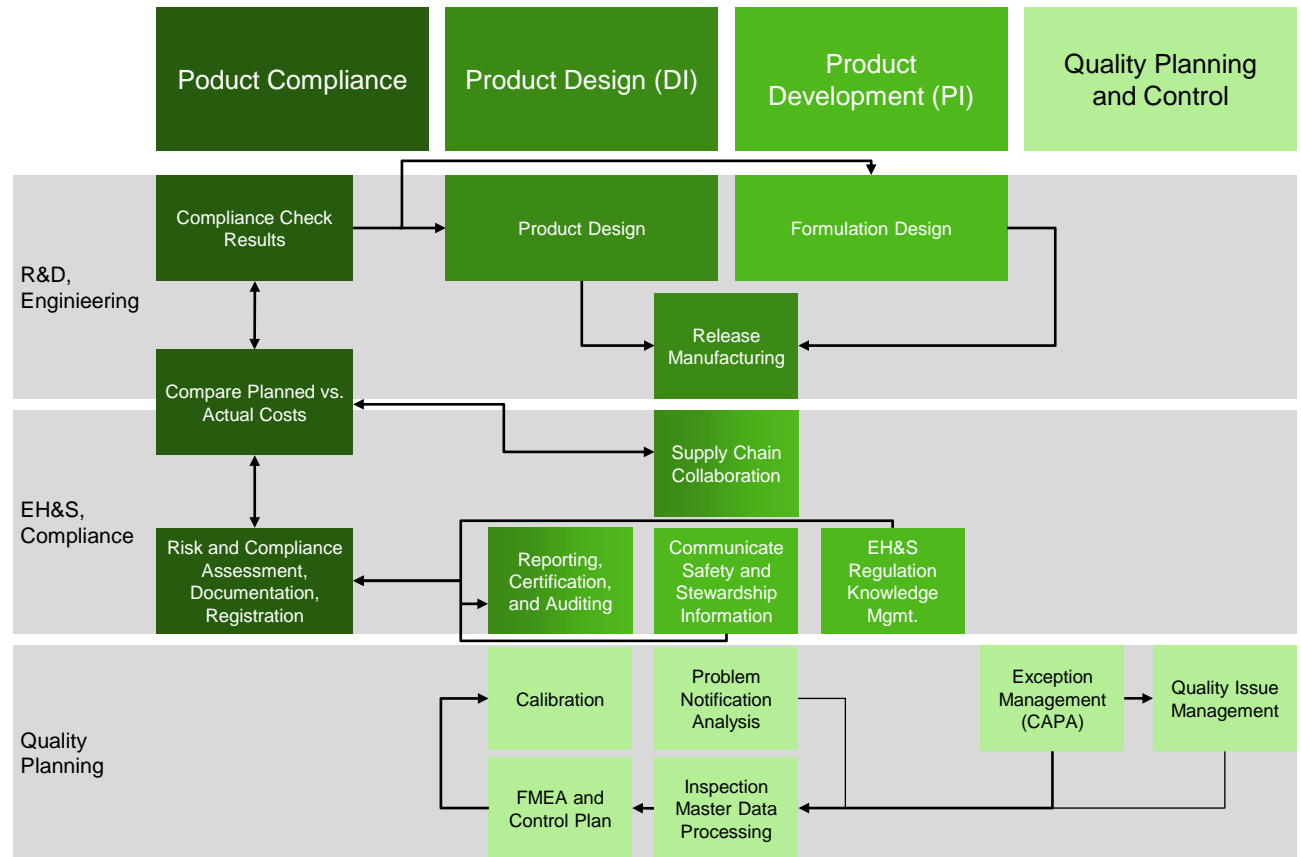 Poduct Compliance
Product Design (DI)
Product
Development (PI)
Quality Planning
and Control
R&D,
Enginieering
Compliance Check
Results
Product Design
Formulation Design
Release
Manufacturing
Compare Planned vs.
Actual Costs
EH&S,
Compliance
Supply Chain
Collaboration
Risk and Compliance
Assessment,
Documentation,
Registration
Reporting,
Certification,
and Auditing
Communicate
Safety and
Stewardship
Information
EH&S
Regulation
Knowledge
Mgmt.
Quality
Planning
Calibration
Problem
Notification
Analysis
Exception
Management
(CAPA)
Quality Issue
Management
FMEA and
Control Plan
Inspection
Master Data
Processing